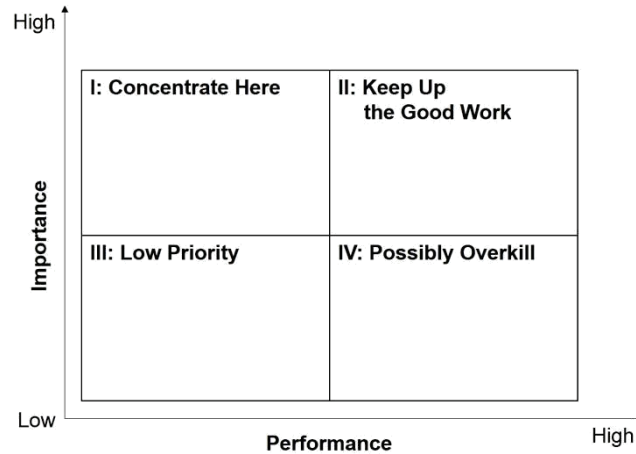 High
I: Concentrate Here
II: Keep Up
the Good Work
Importance
III: Low Priority
IV: Possibly Overkill
Low
Performance
High